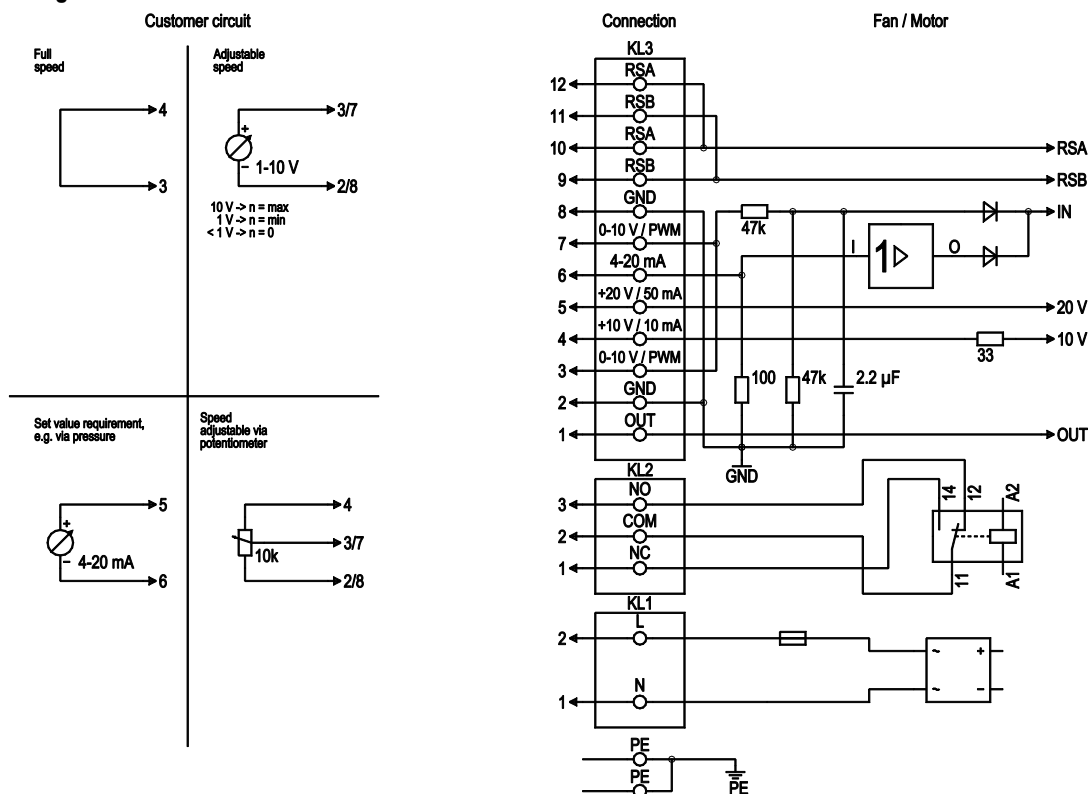 Customer circuit
Connection
Fan / Motor
Full
speed
4
3
Adjustable
speed
3/7
+
–
1-10 V
2/8
10 V -> n = max
1 V -> n = min
< 1 V -> n = 0
Set value requirement,
e.g. via pressure
5
+
–
4-20 mA
6
Speed
adjustable via
potentiometer
4
3/7
10k
2/8
KL3
12
RSA
11
RSB
10
RSA
RSA
9
RSB
RSB
8
GND
IN
47k
7
0-10 V / PWM
I
1
O
6
4-20 mA
5
+20 V / 50 mA
20 V
4
+10 V / 10 mA
33
10 V
3
0-10 V / PWM
100
47k
2.2 µF
2
GND
1
OUT
OUT
GND
KL2
3
NO
2
COM
1
NC
14
12
A2
11
A1
KL1
2
L
1
N
~
+
~
–
PE
PE
PE